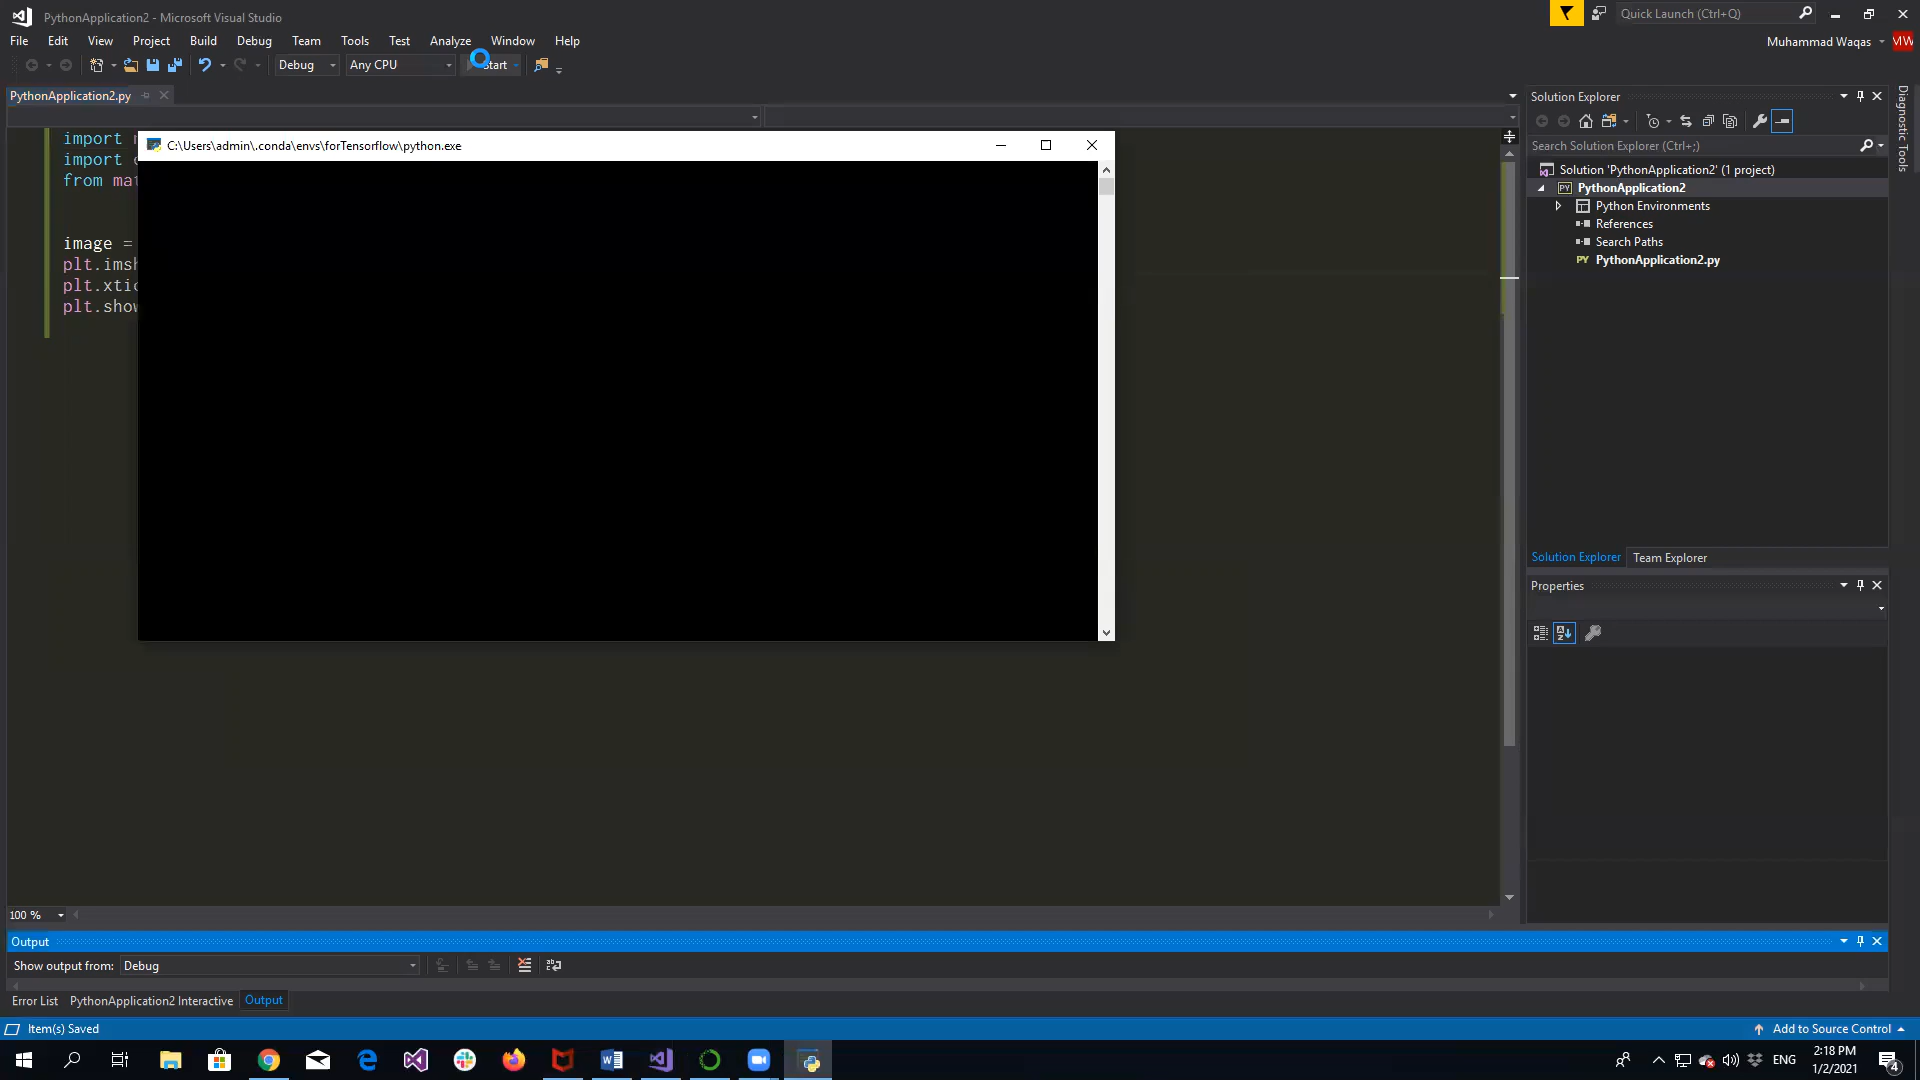 PythonApplication2 - Microsoft Visual Studio
Quick Launch (Ctrl+Q)
File Edit View Project Build Debug Team Tools Test Analyze Window Help
Muhammad Waqas MW
Debug Any CPU
PythonApplication2.py
import
import
from
C:\Users\admin\.conda\envs\forTensorflow\python.exe
image =
plt.
plt.
plt.
Solution Explorer
Search Solution Explorer (Ctrl+;)
Solution 'PythonApplication2' (1 project)
PY PythonApplication2
Python Environments
References
Search Paths
PY PythonApplication2.py
Solution Explorer Team Explorer
Properties
Diagnostic Tools
100 %
Output
Show output from: Debug
Error List PythonApplication2 Interactive Output
Item(s) Saved
Add to Source Control
ENG
2:18 PM
1/2/2021
4